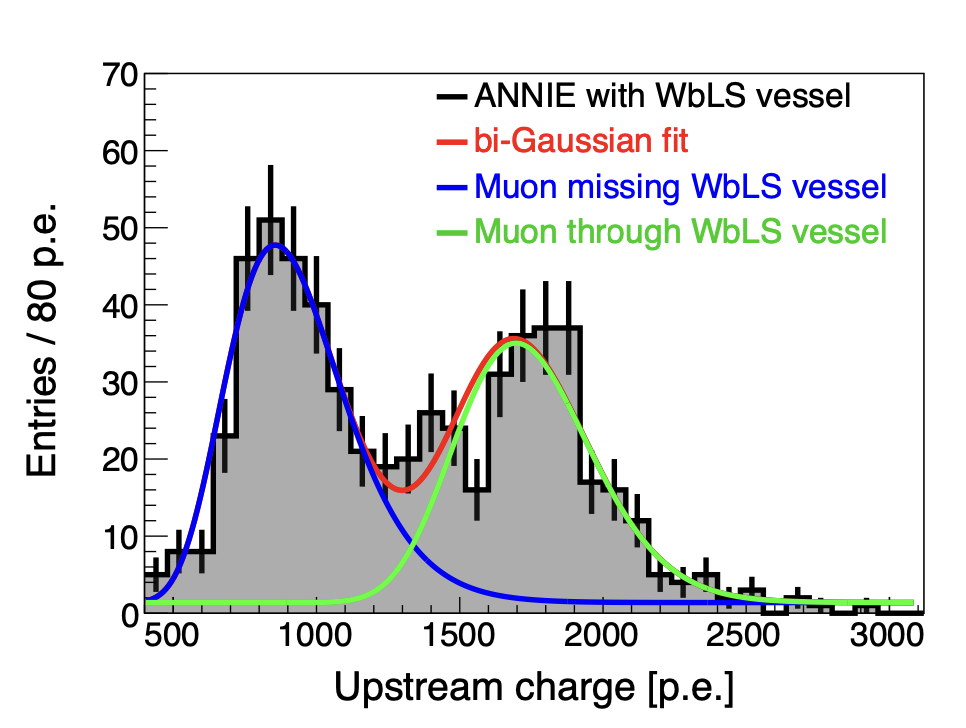 70
60
50
40
30
20
10
0
Entries / 80 p.e.
ANNIE with WbLS vessel
bi-Gaussian fit
Muon missing WbLS vessel
Muon through WbLS vessel
500 1000 1500 2000 2500 3000
Upstream charge [p.e.]